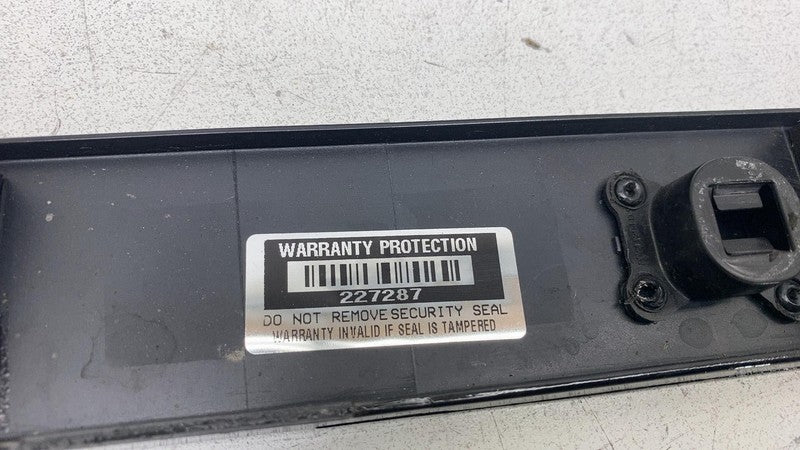 WARRANTY PROTECTION
227287
DO NOT REMOVE SECURITY SEAL
WARRANTY INVALID IF SEAL IS TAMPERED